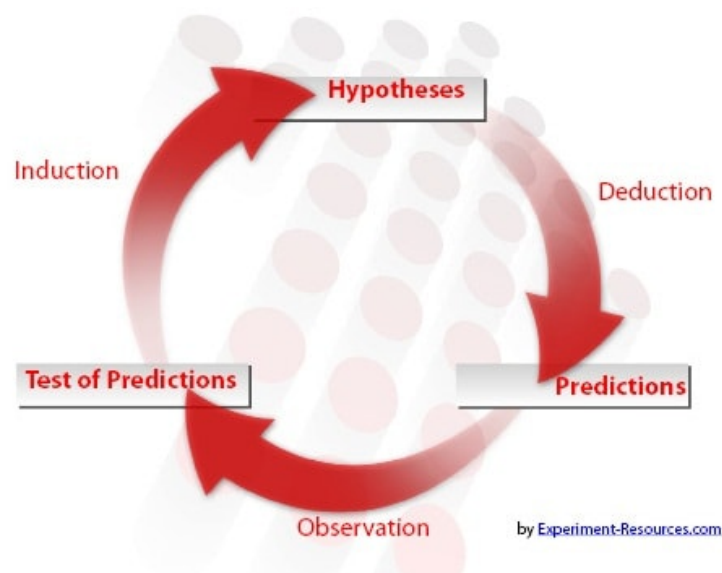 Hypotheses
Induction
Deduction
Test of Predictions
Predictions
Observation
by Experiment-Resources.com